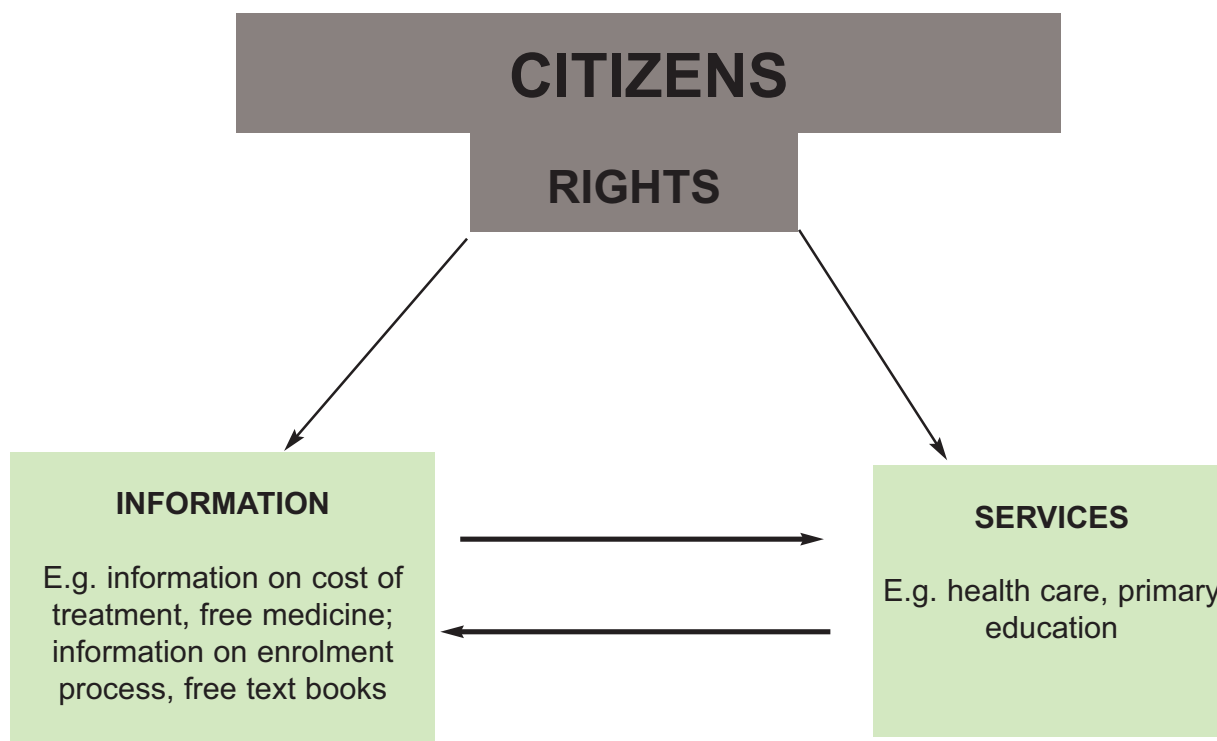 CITIZENS
RIGHTS
INFORMATION
E.g. information on cost of
treatment, free medicine;
information on enrolment
process, free text books
SERVICES
E.g. health care, primary
education